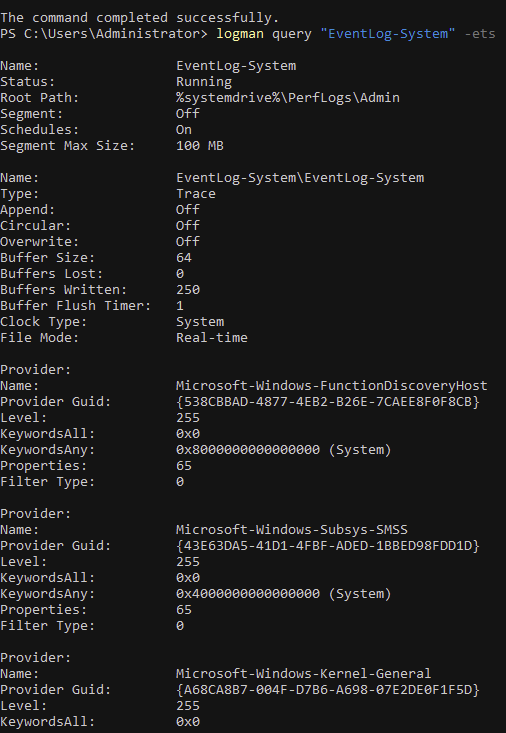 The command completed successfully.
PS C:\Users\Administrator> logman query "EventLog-System" -ets
Name: EventLog-System
Status: Running
Root Path: %systemdrive%\PerfLogs\Admin
Segment: Off
Schedules: On
Segment Max Size: 100 MB
Name: EventLog-System\EventLog-System
Type: Trace
Append: Off
Circular: Off
Overwrite: Off
Buffer Size: 64
Buffers Lost: 0
Buffers Written: 250
Buffer Flush Timer: 1
Clock Type: System
File Mode: Real-time
Provider:
Name: Microsoft-Windows-FunctionDiscoveryHost
Provider Guid: {538CBBAD-4877-4EB2-B26E-7CAEE8F0F8CB}
Level: 255
KeywordsAll: 0x0
KeywordsAny: 0x8000000000000000 (System)
Properties: 65
Filter Type: 0
Provider:
Name: Microsoft-Windows-Subsys-SMSS
Provider Guid: {43E63DA5-41D1-4FBF-ADED-1BBED98FDD1D}
Level: 255
KeywordsAll: 0x0
KeywordsAny: 0x4000000000000000 (System)
Properties: 65
Filter Type: 0
Provider:
Name: Microsoft-Windows-Kernel-General
Provider Guid: {A68CA8B7-004F-D7B6-A698-07E2DE0F1F5D}
Level: 255
KeywordsAll: 0x0